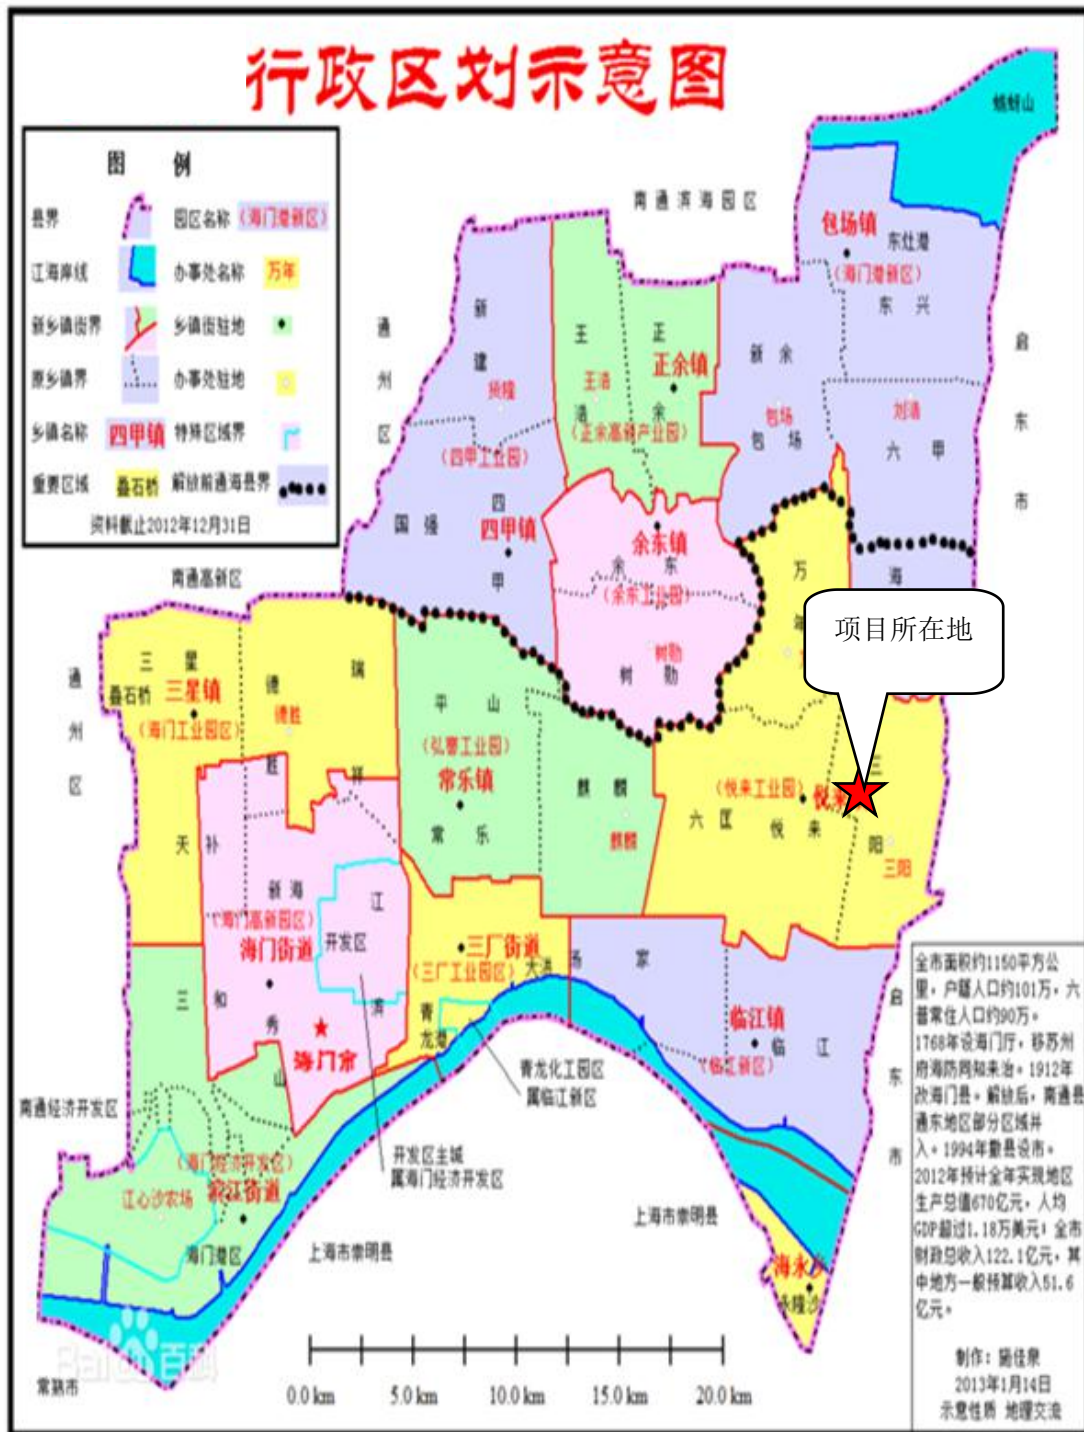 行政区划示意图
图 例
县界
园区名称
（海门港新区）
江海岸线
办事处名称
万年
新乡镇街界
乡镇街驻地
原乡镇界
办事处驻地
乡镇名称
四甲镇
特殊区域界
重要区域
叠石桥
解放前通海县界
资料截止2012年12月31日
蛎蚜山
南通滨海园区
包场镇
东灶港
（海门港新区）
东 兴
新
建
货隆
通
州
区
王
浩
王浩
正
余
正余镇
（正余高新产业园）
新 余
包场
包 场
刘浩
六 甲
启
东
市
（四甲工业园）
国 强
四
甲
四甲镇
余东镇
余 东
（余东工业园）
树勋
树 勋
万
年
海
项目所在地
南通高新区
通
州
区
三 星
叠石桥
三星镇
（海门工业园区）
德
胜
德胜
瑞
祥
平 山
（弘謇工业园）
常乐镇
常 乐
麒 麟
麒麟
（悦来工业园）
悦来
六 匡
悦 来
三
阳
三阳
天 补
新 海
（海门高新园区）
海门街道
江
滨
开发区
三厂街道
（三厂工业园区）
大洪
汤 家
青
龙港
三 和
秀
山
海门市
临江镇
临 江
（临江新区）
启
东
市
青龙化工园区
属临江新区
南通经济开发区
（海门经济开发区）
滨江街道
江心沙农场
海门港区
开发区主城
属海门经济开发区
上海市崇明县
上海市崇明县
海永乡
永隆沙
常熟市
Bai 百科
0.0 km
5.0 km
10.0 km
15.0 km
20.0 km
全市面积约1150平方公
里，户籍人口约101万，六
普常住人口约90万。
1768年设海门厅，移苏州
府海防同知来治。1912年
改海门县。解放后，南通县
通东地区部分区域并
入。1994年撤县设市。
2012年预计全年实现地区
生产总值670亿元，人均
GDP超过1.18万美元；全市
财政总收入122.1亿元，其
中地方一般预算收入51.6
亿元。
制作：施佳泉
2013年1月14日
示意性质 地理交流